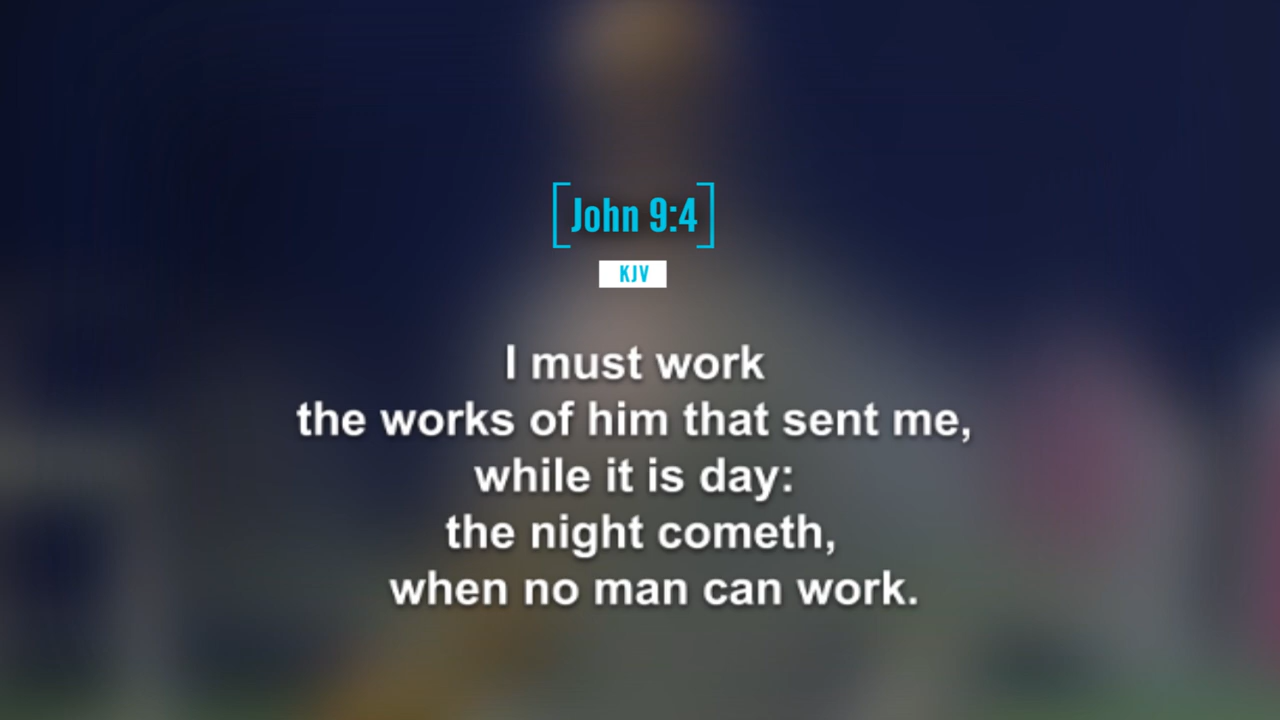 John 9:4
KJV
I must work
the works of him that sent me,
while it is day:
the night cometh,
when no man can work.